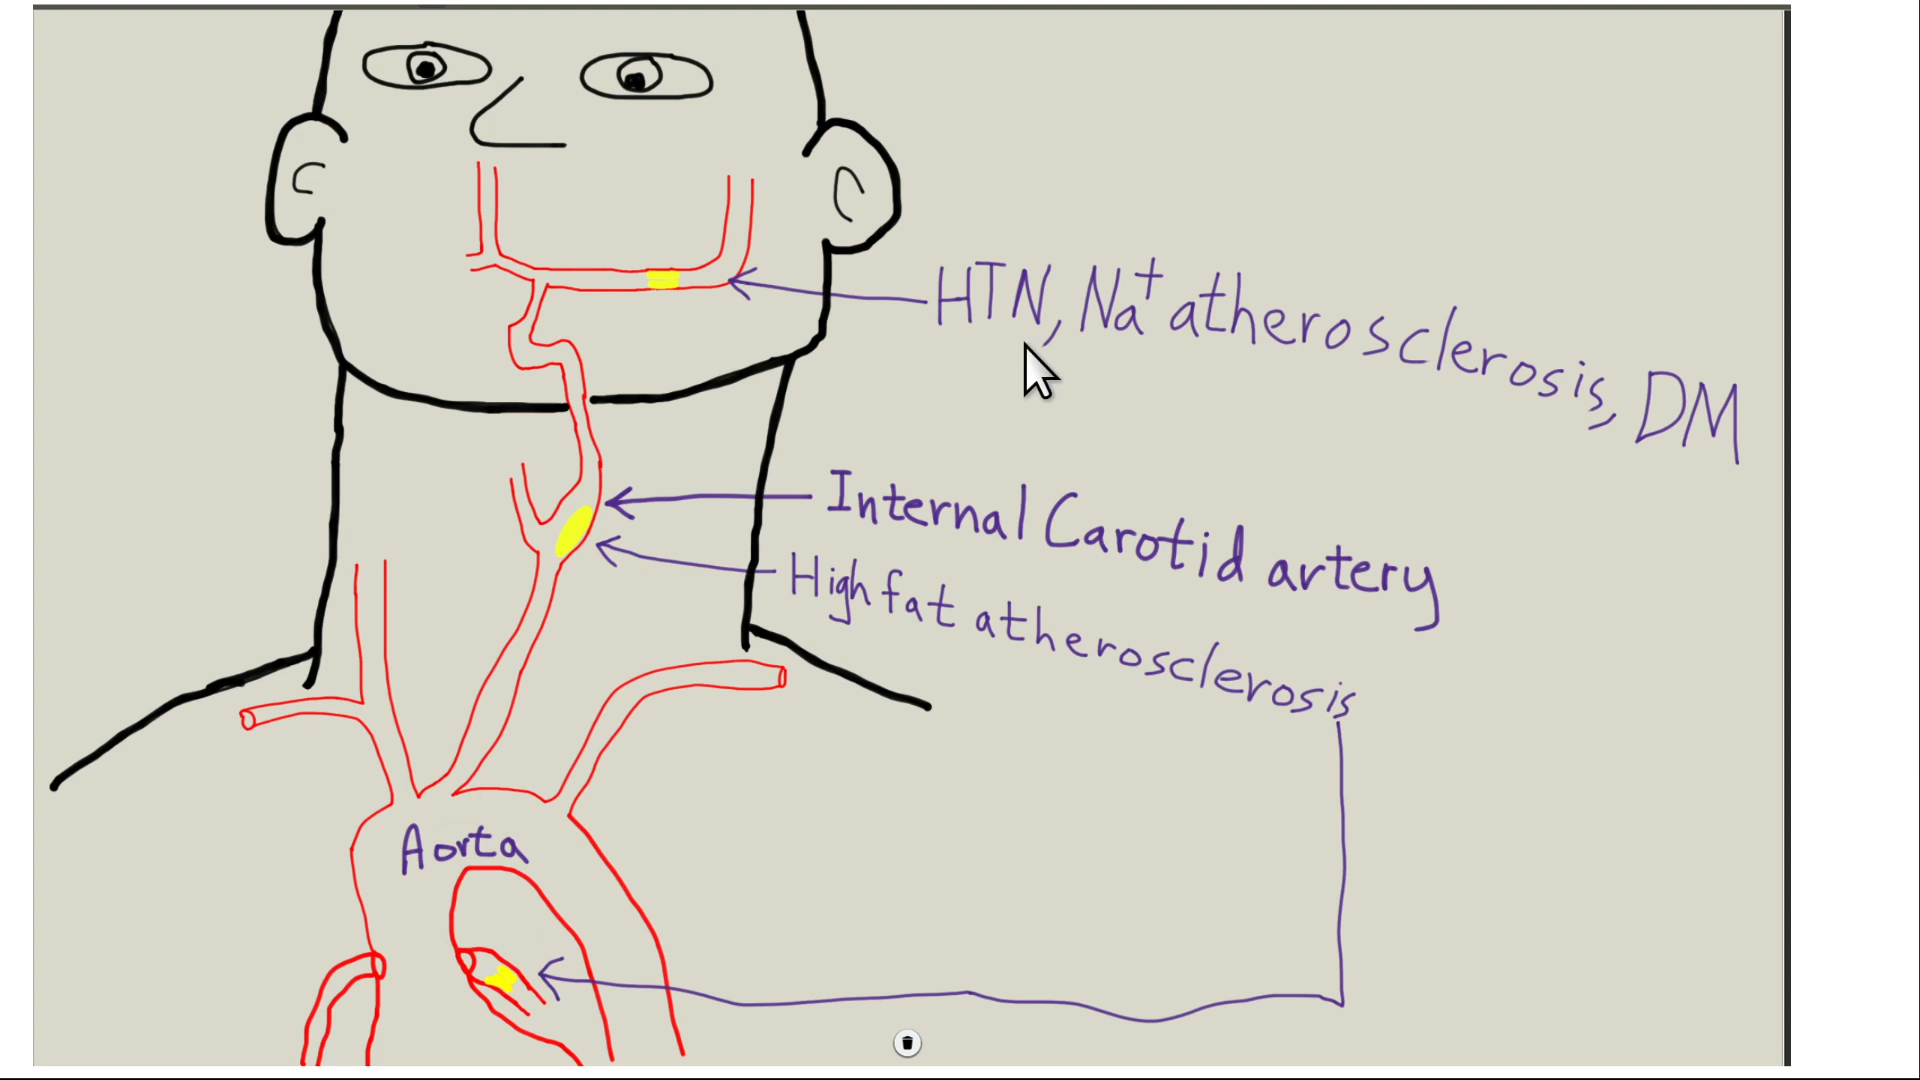 HTN, Na+ atherosclerosis, DM
Internal Carotid artery
High fat atherosclerosis
Aorta